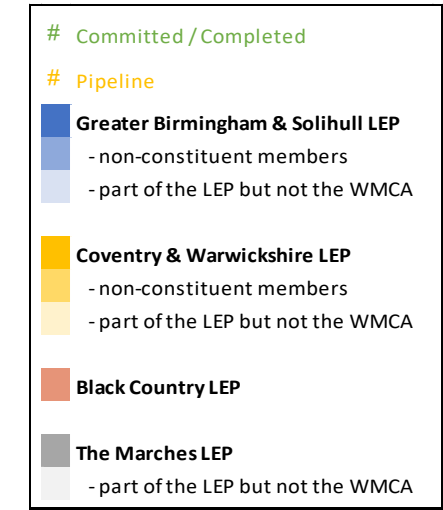 # Committed / Completed
# Pipeline
Greater Birmingham & Solihull LEP
- non-constituent members
- part of the LEP but not the WMCA
Coventry & Warwickshire LEP
- non-constituent members
- part of the LEP but not the WMCA
Black Country LEP
The Marches LEP
- part of the LEP but not the WMCA